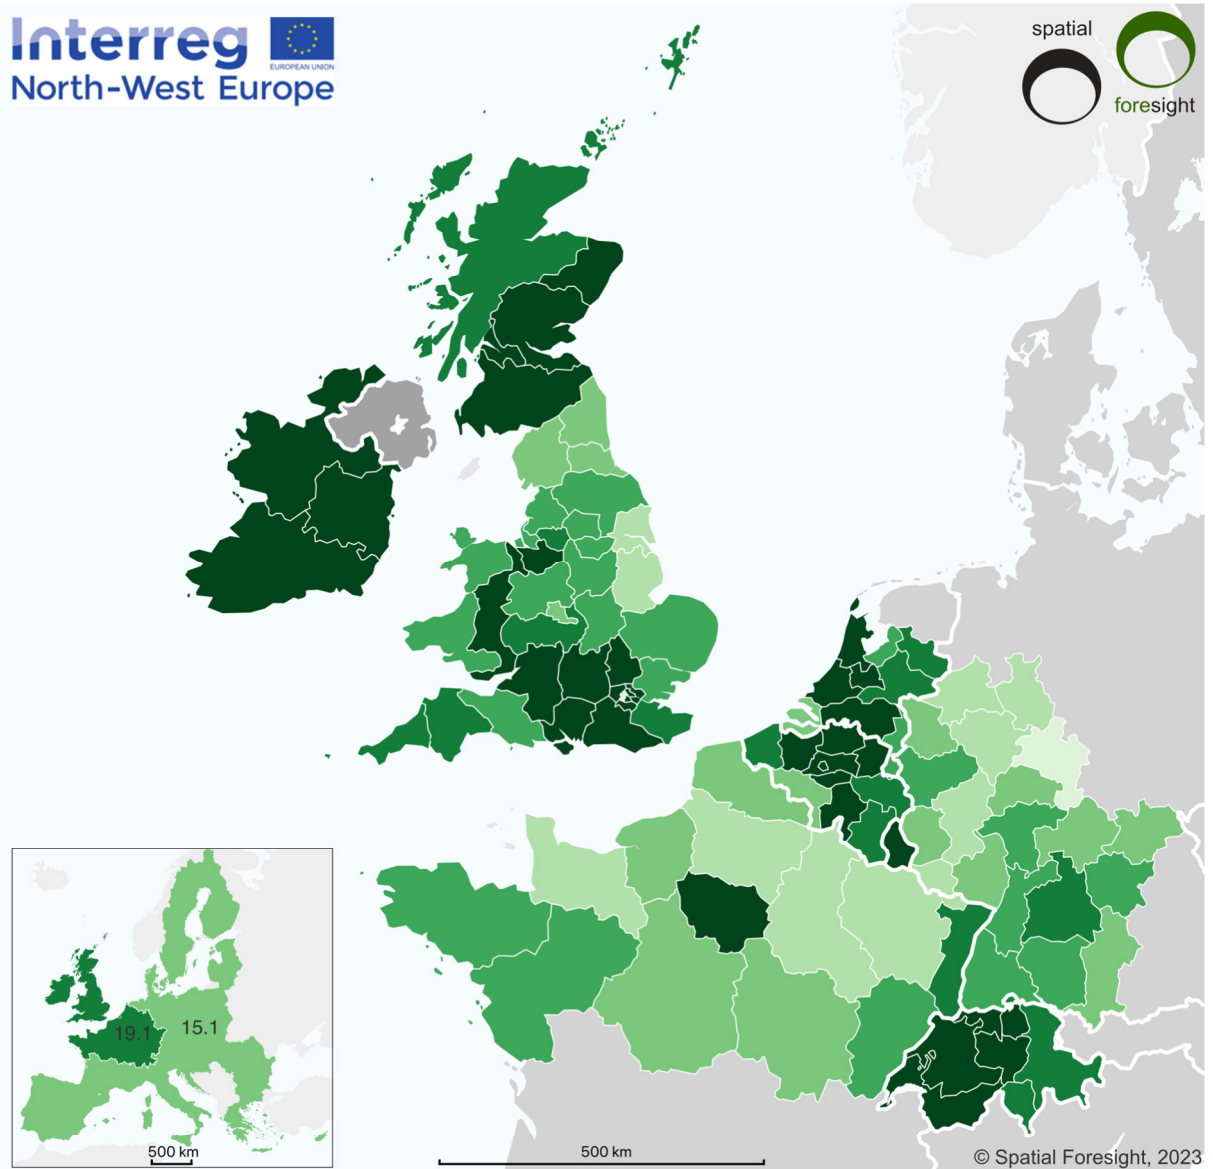 Interreg
EUROPEAN UNION
North-West Europe
spatial
foresight
19.1
15.1
500 km
500 km
© Spatial Foresight, 2023